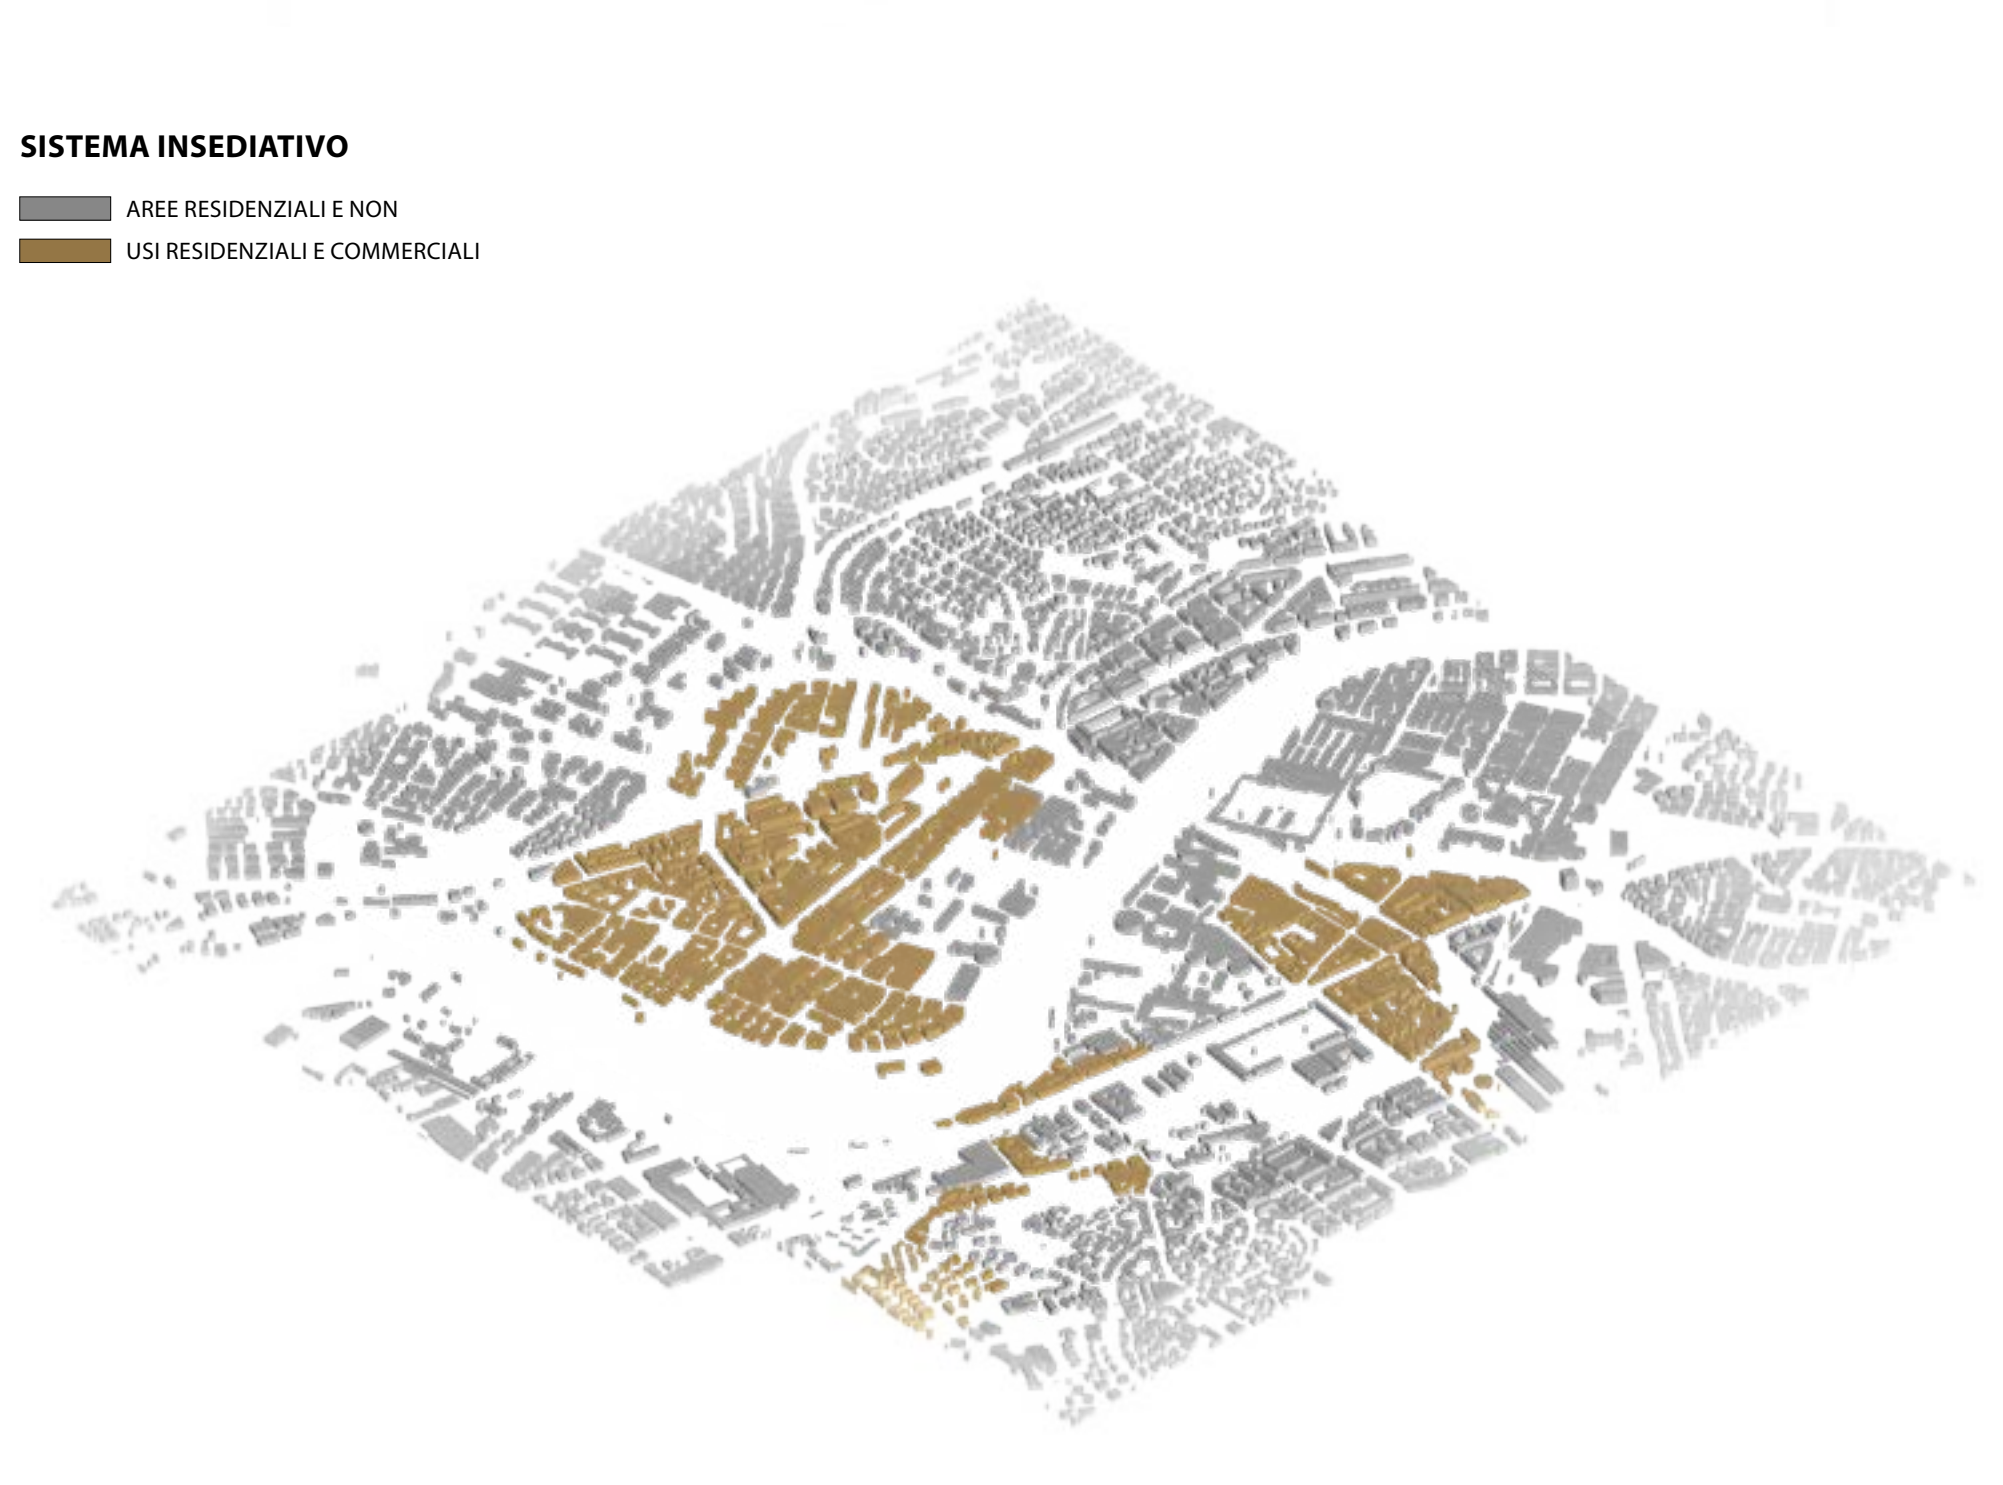 SISTEMA INSEDIATIVO
AREE RESIDENZIALI E NON
USI RESIDENZIALI E COMMERCIALI